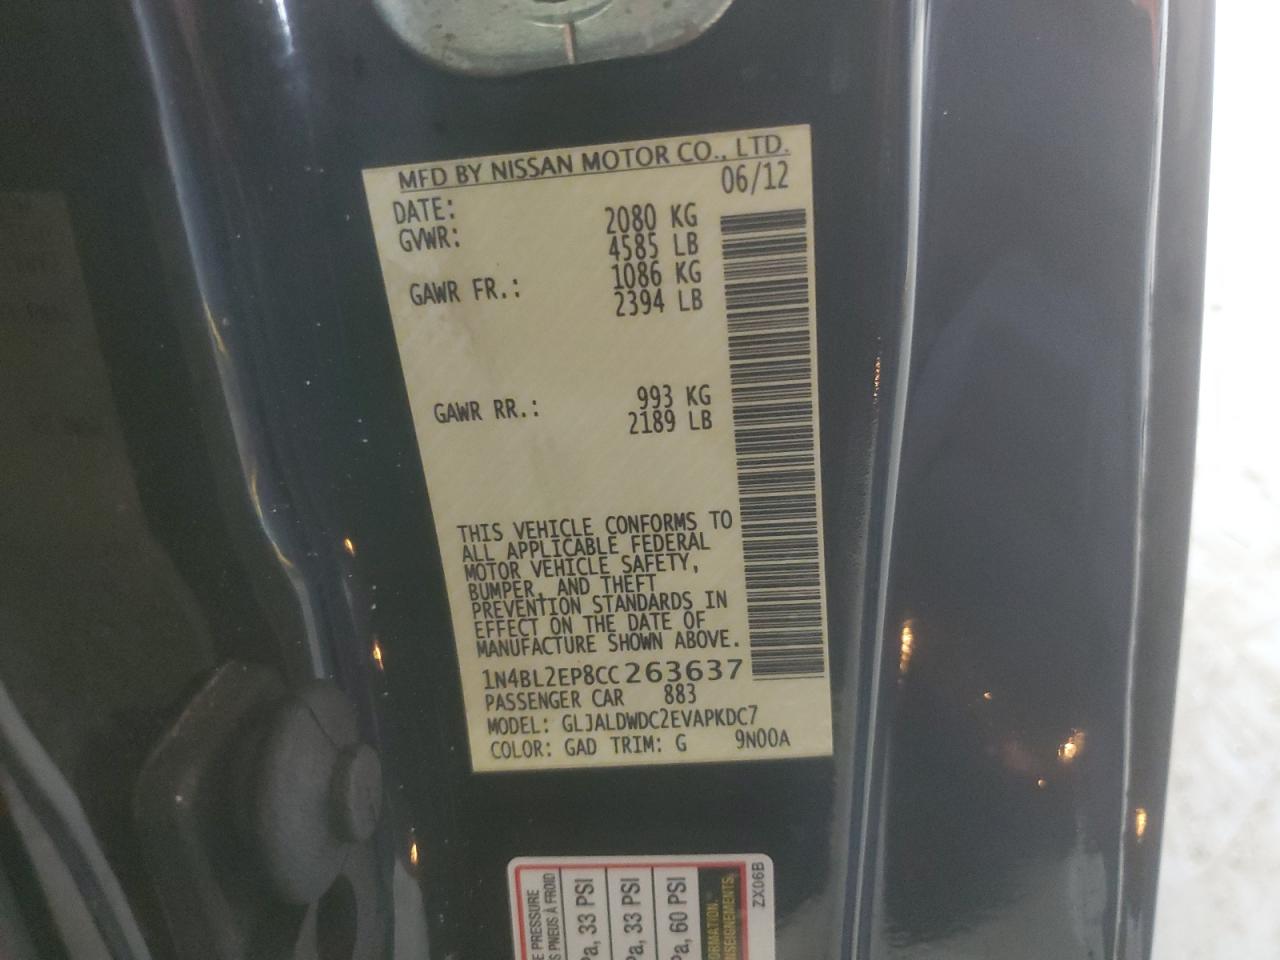 MFD BY NISSAN MOTOR CO., LTD.
DATE: 06/12
GVWR: 2080 KG
4585 LB
GAWR FR.: 1086 KG
2394 LB
GAWR RR.: 993 KG
2189 LB
THIS VEHICLE CONFORMS TO
ALL APPLICABLE FEDERAL
MOTOR VEHICLE SAFETY,
BUMPER, AND THEFT
PREVENTION STANDARDS IN
EFFECT ON THE DATE OF
MANUFACTURE SHOWN ABOVE.
1N4BL2EP8CC263637
PASSENGER CAR 883
MODEL: GLJALDWDC2EVAPKDC7
COLOR: GAD TRIM: G 9N00A
PRESSURE
PNEUS À FROID
33 PSI
33 PSI
60 PSI
ZX06B